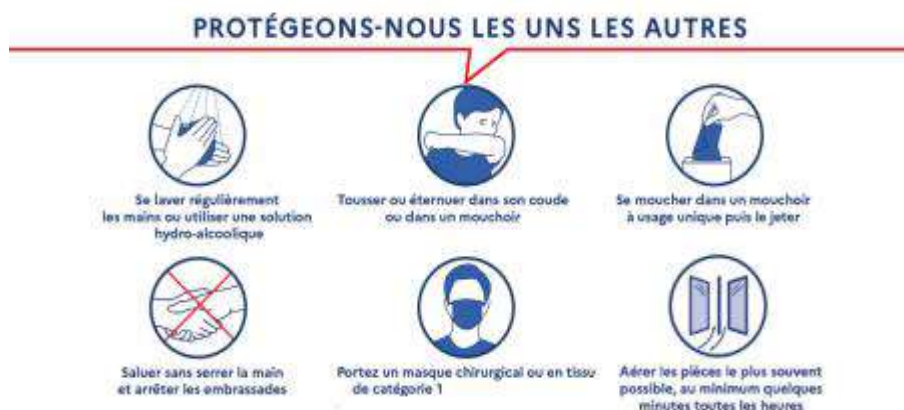 PROTÉGEONS-NOUS LES UNS LES AUTRES
Se laver régulièrement
les mains ou utiliser une solution
hydro-alcoolique
Tousser ou éternuer dans son coude
ou dans un mouchoir
Se moucher dans un mouchoir
à usage unique puis le jeter
Saluer sans serrer la main
et arrêter les embrassades
Portez un masque chirurgical ou en tissu
de catégorie 1
Aérer les pièces le plus souvent
possible, au minimum quelques
minutes toutes les heures